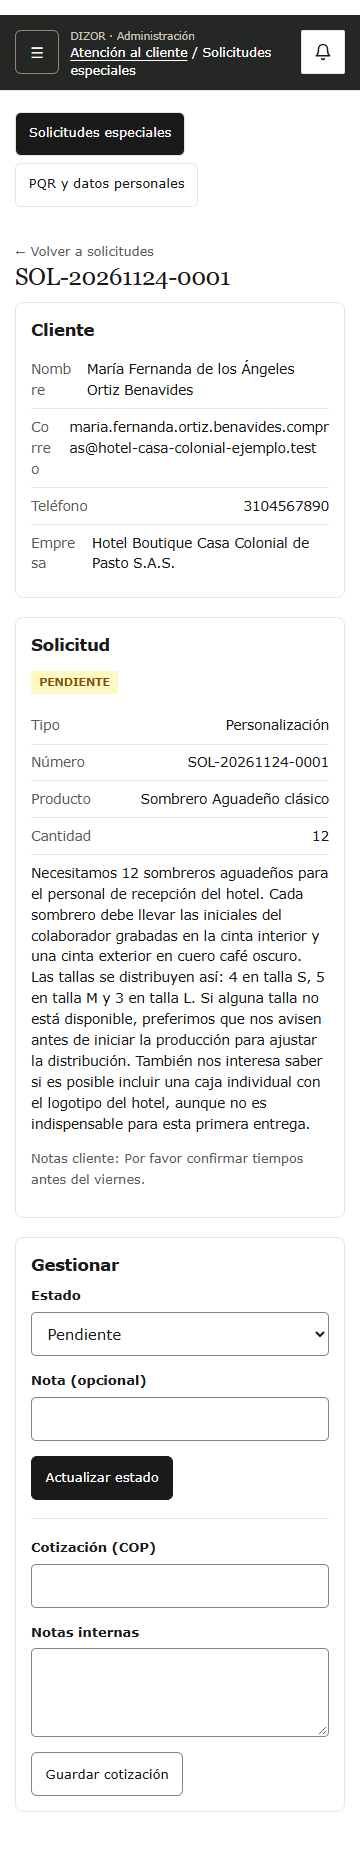 DIZOR · Administración
Atención al cliente / Solicitudes
especiales
Solicitudes especiales
PQR y datos personales
← Volver a solicitudes
SOL-20261124-0001
Cliente
Nomb
re
María Fernanda de los Ángeles
Ortiz Benavides
Co
rre
o
maria.fernanda.ortiz.benavides.compr
as@hotel-casa-colonial-ejemplo.test
Teléfono 3104567890
Empre
sa
Hotel Boutique Casa Colonial de
Pasto S.A.S.
Solicitud
PENDIENTE
Tipo Personalización
Número SOL-20261124-0001
Producto Sombrero Aguadeño clásico
Cantidad 12
Necesitamos 12 sombreros aguadeños para
el personal de recepción del hotel. Cada
sombrero debe llevar las iniciales del
colaborador grabadas en la cinta interior y
una cinta exterior en cuero café oscuro.
Las tallas se distribuyen así: 4 en talla S, 5
en talla M y 3 en talla L. Si alguna talla no
está disponible, preferimos que nos avisen
antes de iniciar la producción para ajustar
la distribución. También nos interesa saber
si es posible incluir una caja individual con
el logotipo del hotel, aunque no es
indispensable para esta primera entrega.
Notas cliente: Por favor confirmar tiempos
antes del viernes.
Gestionar
Estado
Pendiente
Nota (opcional)
Actualizar estado
Cotización (COP)
Notas internas
Guardar cotización